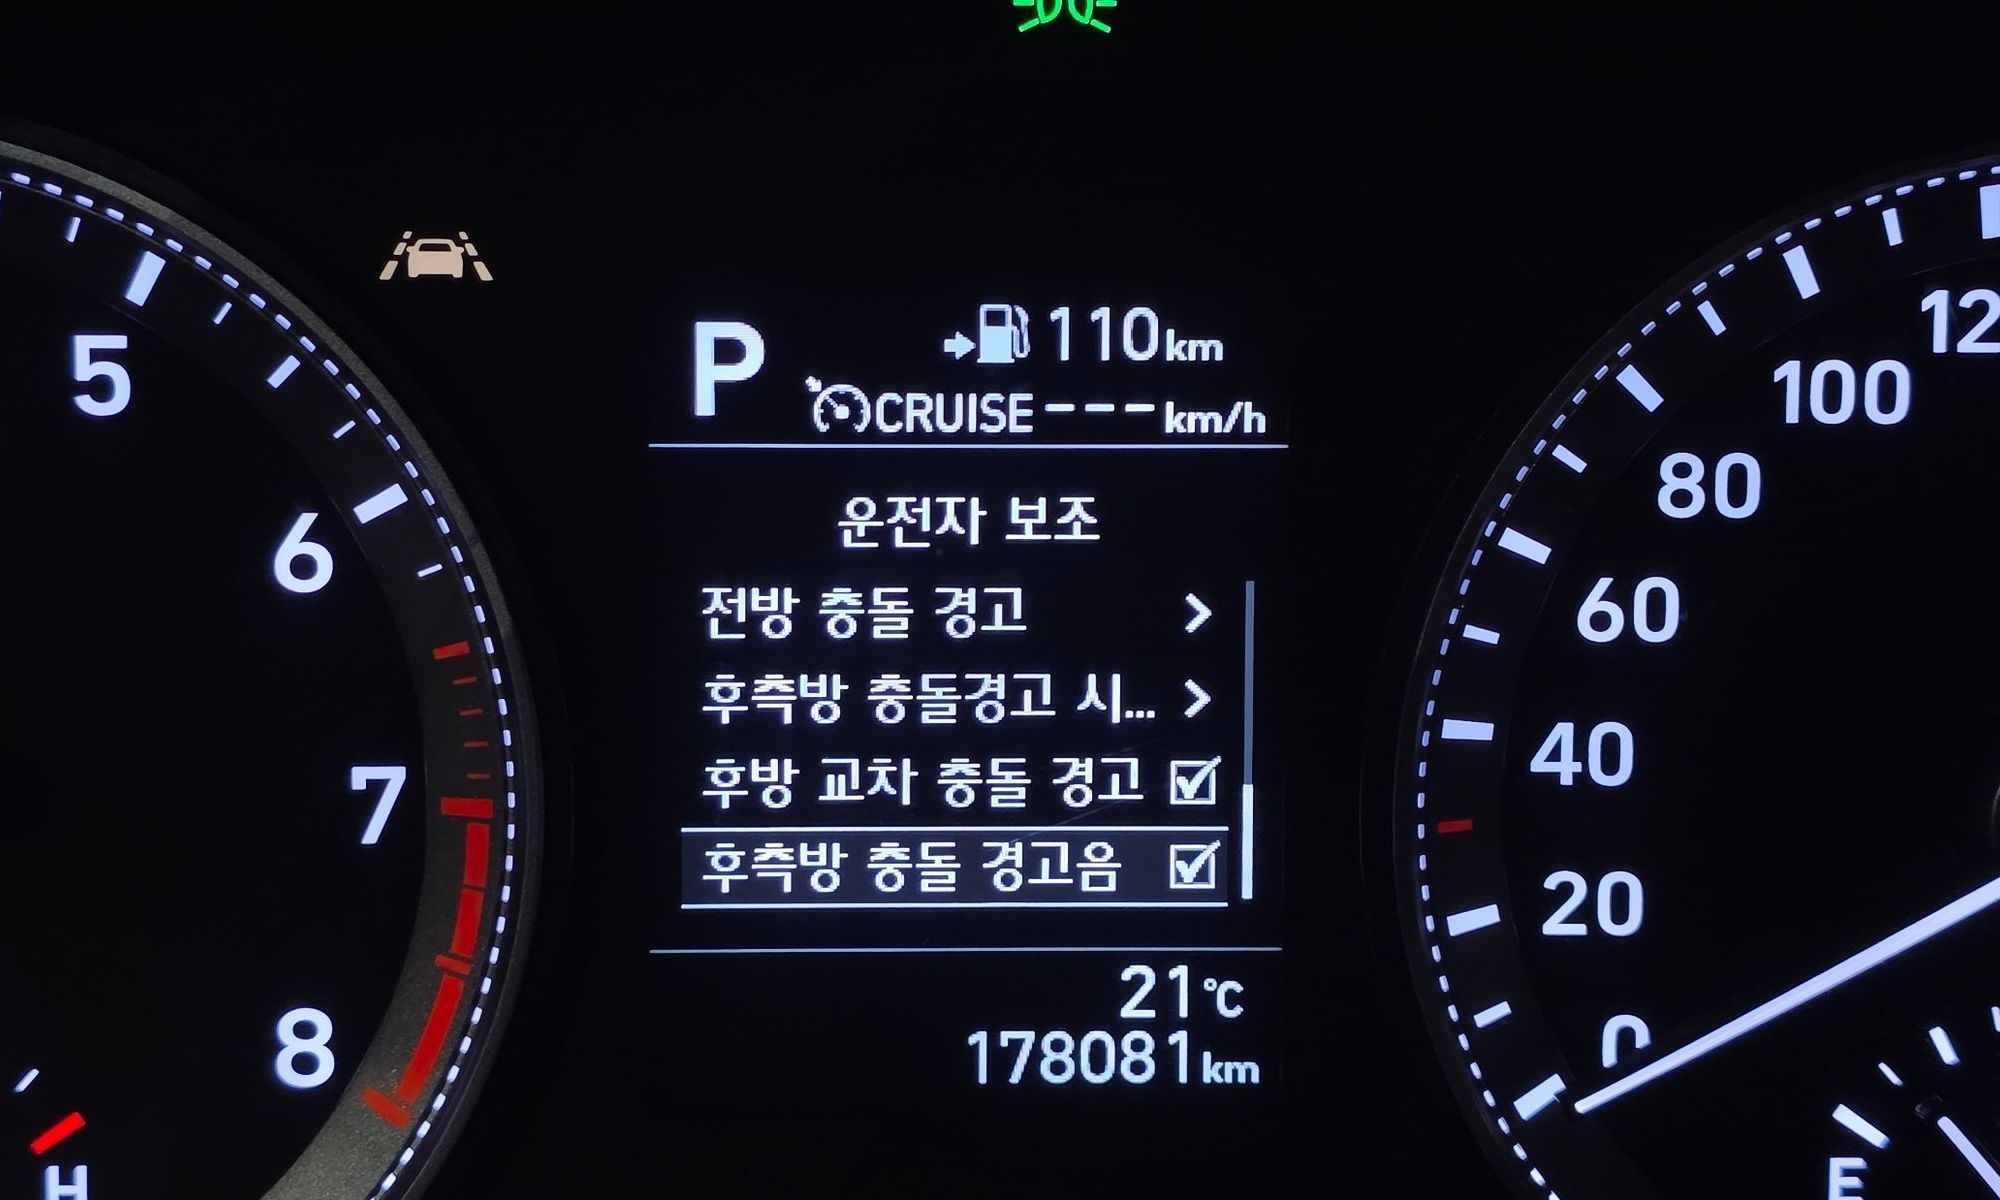 P
110km
CRUISE---km/h
운전자 보조
전방 충돌 경고 >
후측방 충돌경고 시... >
후방 교차 충돌 경고
후측방 충돌 경고음
21℃
178081km
5
6
7
8
H
12
100
80
60
40
20
0
E